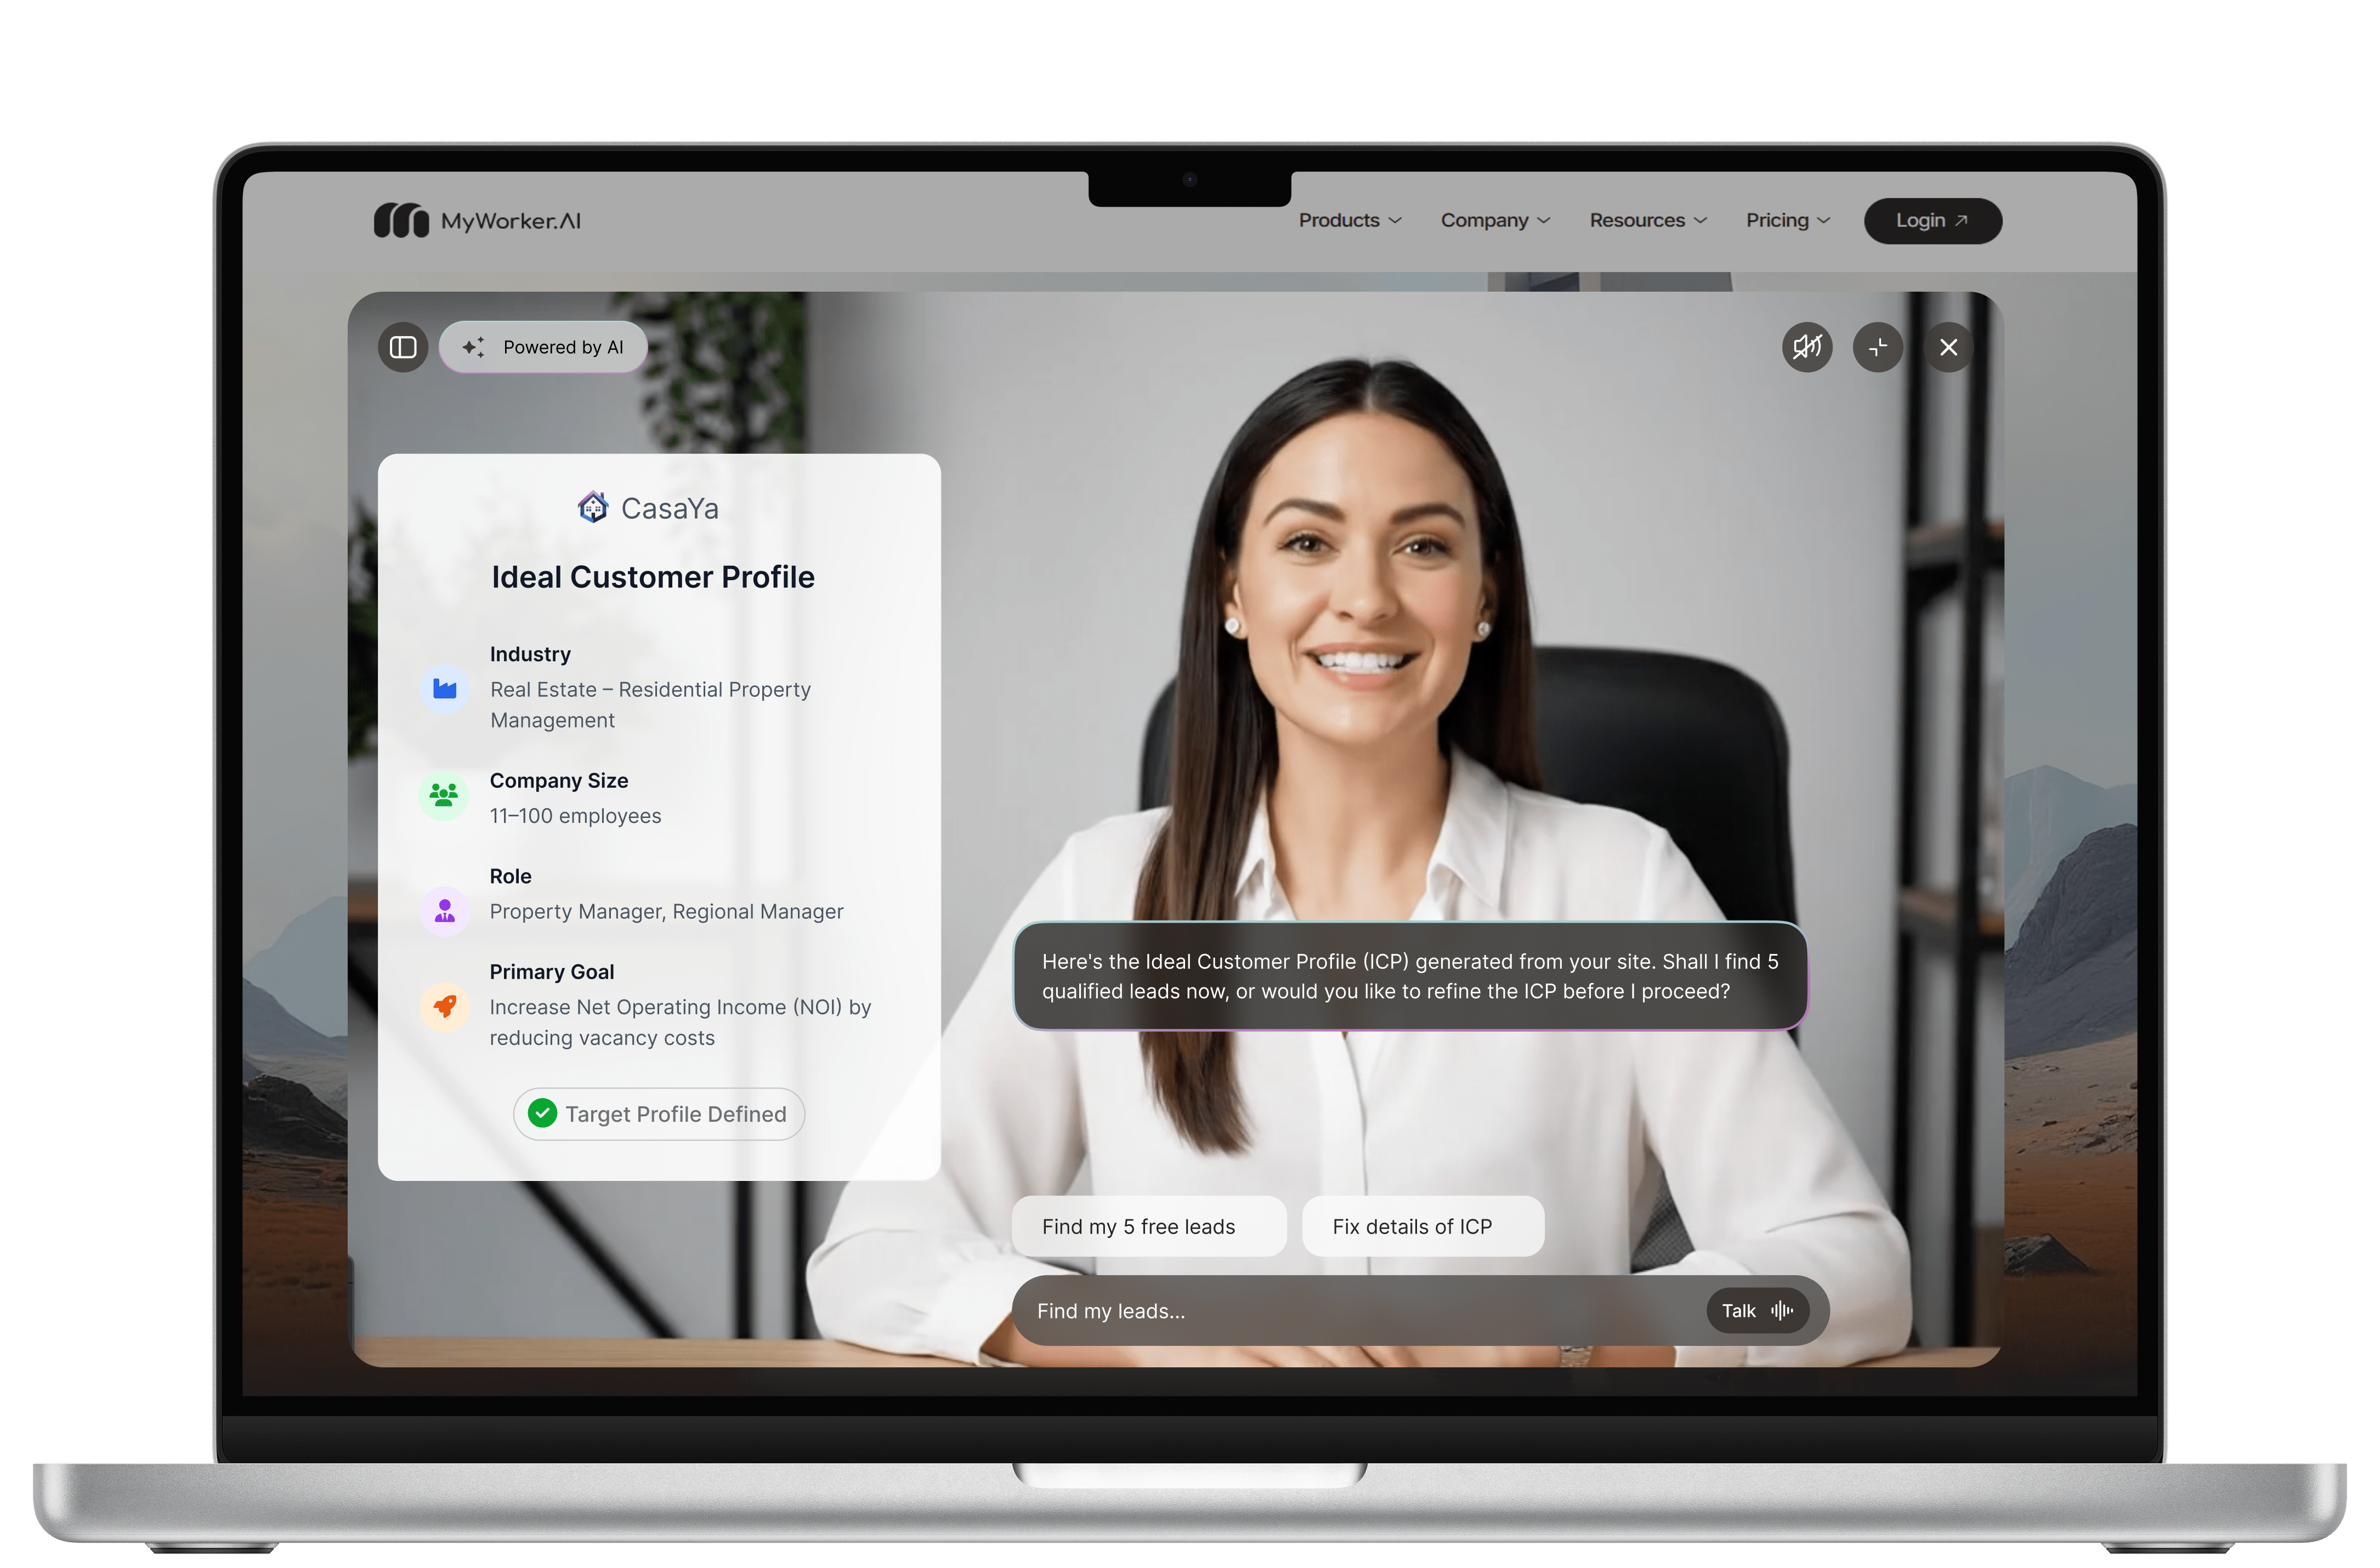 MyWorker.AI
Products
Company
Resources
Pricing
Login
Powered by AI
CasaYa
Ideal Customer Profile
Industry
Real Estate – Residential Property
Management
Company Size
11–100 employees
Role
Property Manager, Regional Manager
Primary Goal
Increase Net Operating Income (NOI) by
reducing vacancy costs
Target Profile Defined
Here's the Ideal Customer Profile (ICP) generated from your site. Shall I find 5
qualified leads now, or would you like to refine the ICP before I proceed?
Find my 5 free leads
Fix details of ICP
Find my leads...
Talk